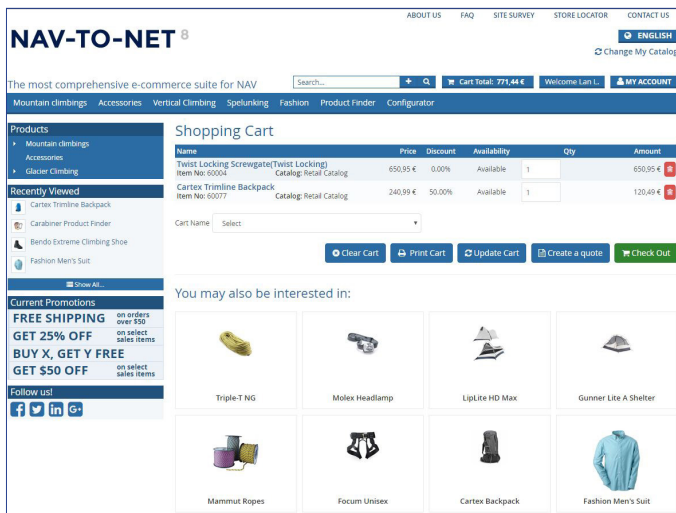 ABOUT US FAQ SITE SURVEY STORE LOCATOR CONTACT US
NAV-TO-NET 8
ENGLISH
Change My Catalog
The most comprehensive e-commerce suite for NAV
Search... Cart Total: 771,44 € Welcome Lan L. MY ACCOUNT
Mountain climbings Accessories Vertical Climbing Spelunking Fashion Product Finder Configurator
Products
Mountain climbings
Accessories
Glacier Climbing
Recently Viewed
Cartex Trimline Backpack
Carabiner Product Finder
Bendo Extreme Climbing Shoe
Fashion Men's Suit
Show All...
Current Promotions
FREE SHIPPING on orders over $50
GET 25% OFF on select sales items
BUY X, GET Y FREE
GET $50 OFF on select sales items
Follow us!
Shopping Cart
Name Price Discount Availability Qty Amount
Twist Locking Screwgate(Twist Locking)
Item No: 60004 Catalog: Retail Catalog 650,95 € 0.00% Available 1 650,95 €
Cartex Trimline Backpack
Item No: 60077 Catalog: Retail Catalog 240,99 € 50.00% Available 1 120,49 €
Cart Name Select
Clear Cart Print Cart Update Cart Create a quote Check Out
You may also be interested in:
Triple-T NG Molex Headlamp LipLite HD Max Gunner Lite A Shelter
Mammut Ropes Focum Unisex Cartex Backpack Fashion Men's Suit